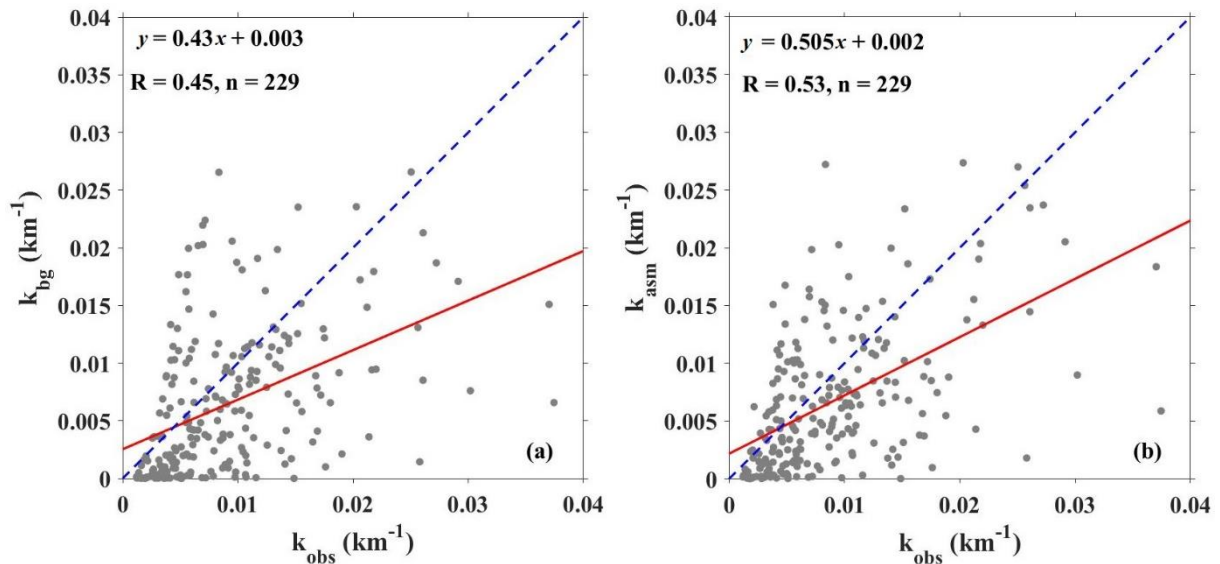 y = 0.43x + 0.003
R = 0.45, n = 229
0.04
0.035
0.03
0.025
0.02
0.015
0.01
0.005
0
k_bg (km⁻¹)
(a)
0 0.01 0.02 0.03 0.04
k_obs (km⁻¹)
y = 0.505x + 0.002
R = 0.53, n = 229
0.04
0.035
0.03
0.025
0.02
0.015
0.01
0.005
0
k_asm (km⁻¹)
(b)
0 0.01 0.02 0.03 0.04
k_obs (km⁻¹)